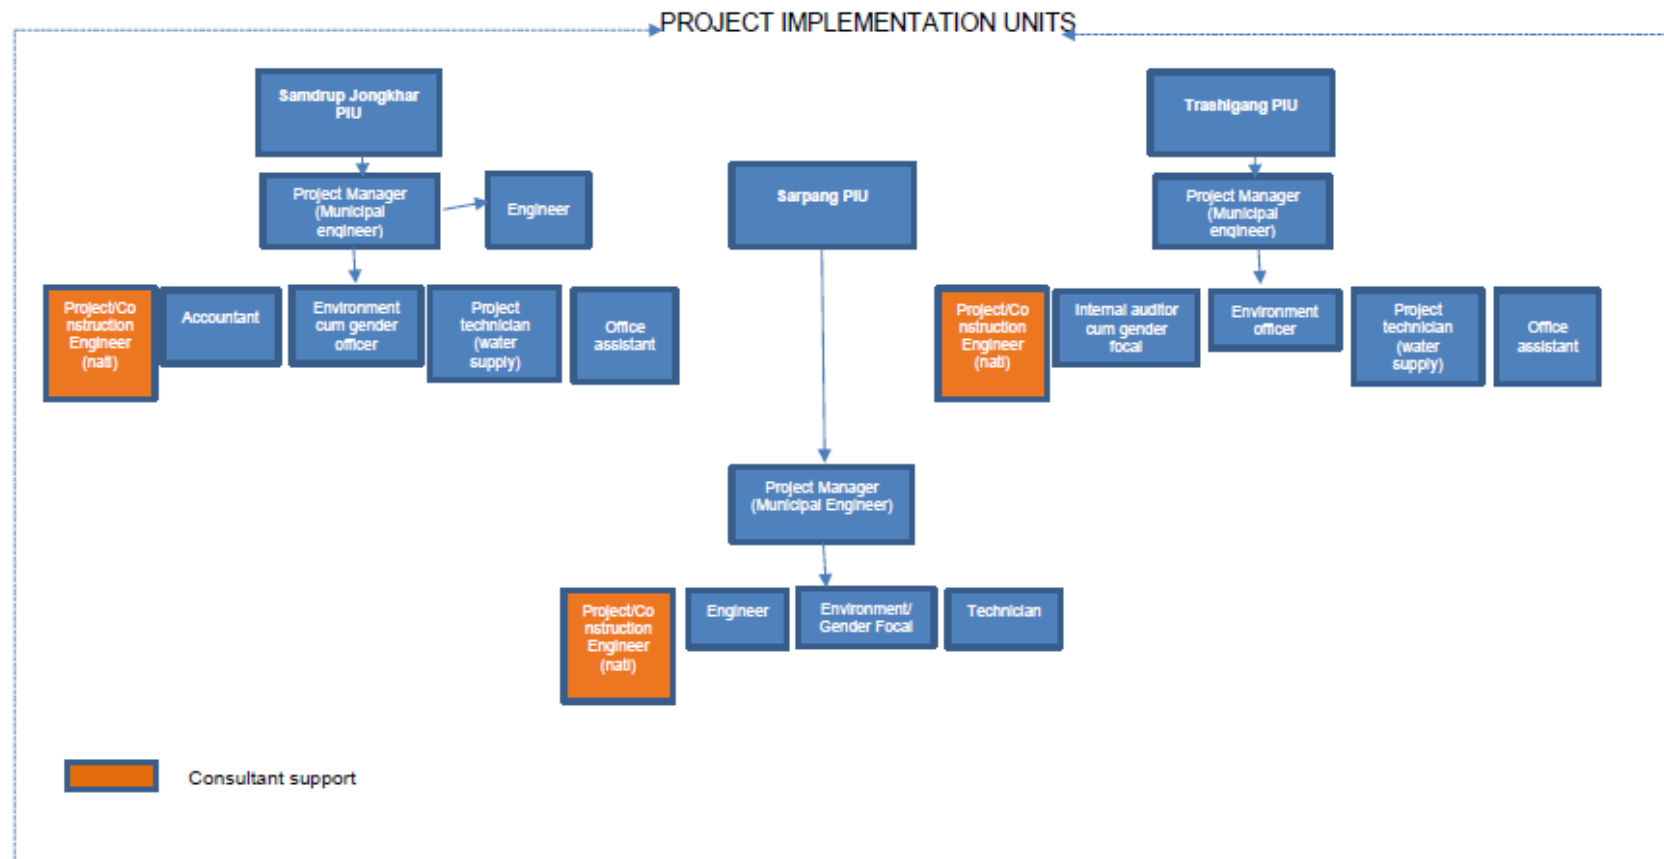 PROJECT IMPLEMENTATION UNITS
Samdrup Jongkhar
PIU
Project Manager
(Municipal
engineer)
Engineer
Project/Co
nstruction
Engineer
(natl)
Accountant
Environment
cum gender
officer
Project
technician
(water
supply)
Office
assistant
Sarpang PIU
Project Manager
(Municipal Engineer)
Project/Co
nstruction
Engineer
(natl)
Engineer
Environment/
Gender Focal
Technician
Trashigang PIU
Project Manager
(Municipal
engineer)
Project/Co
nstruction
Engineer
(natl)
Internal auditor
cum gender
focal
Environment
officer
Project
technician
(water
supply)
Office
assistant
Consultant support